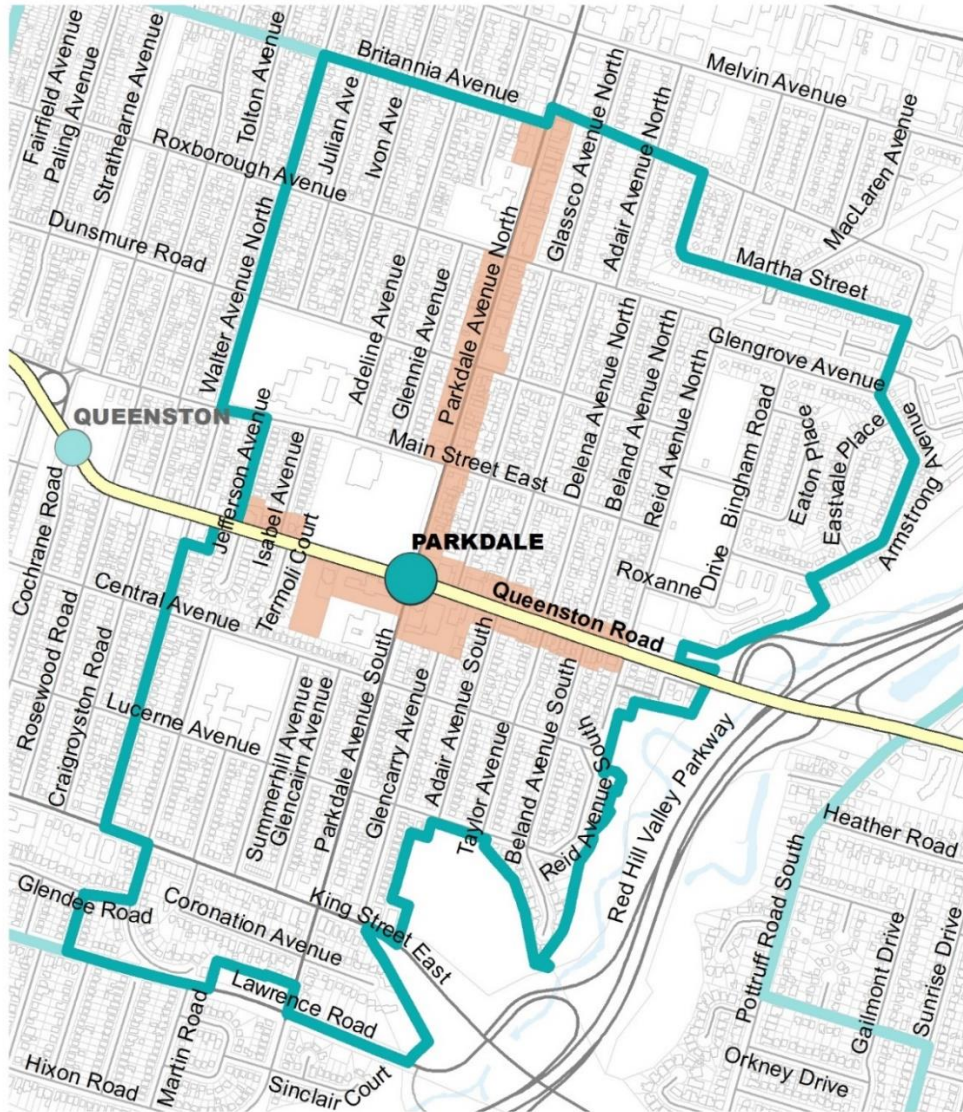 Britannia Avenue
Melvin Avenue
Fairfield Avenue
Paling Avenue
Strathearne Avenue
Tolton Avenue
Julian Ave
Ivon Ave
Roxborough Avenue
Glassco Avenue North
Adair Avenue North
MacLaren Avenue
Dunsmure Road
Walter Avenue North
Parkdale Avenue North
Martha Street
Adeline Avenue
Glennie Avenue
Glengrove Avenue
Delena Avenue North
Beland Avenue North
Reid Avenue North
Bingham Road
Eaton Place
Eastvale Place
Armstrong Avenue
QUEENSTON
Main Street East
Jefferson Avenue
Isabel Avenue
Termoli Court
PARKDALE
Roxanne
Drive
Queenston Road
Cochrane Road
Central Avenue
Rosewood Road
Craigroyston Road
Lucerne Avenue
Summerhill Avenue
Glencairn Avenue
Parkdale Avenue South
Glencarry Avenue
Adair Avenue South
Taylor Avenue
Beland Avenue South
Reid Avenue South
Red Hill Valley Parkway
Heather Road
Pottruff Road South
Gailmont Drive
Sunrise Drive
Glendee Road
Coronation Avenue
King Street East
Lawrence Road
Martin Road
Hixon Road
Sinclair Court
Orkney Drive